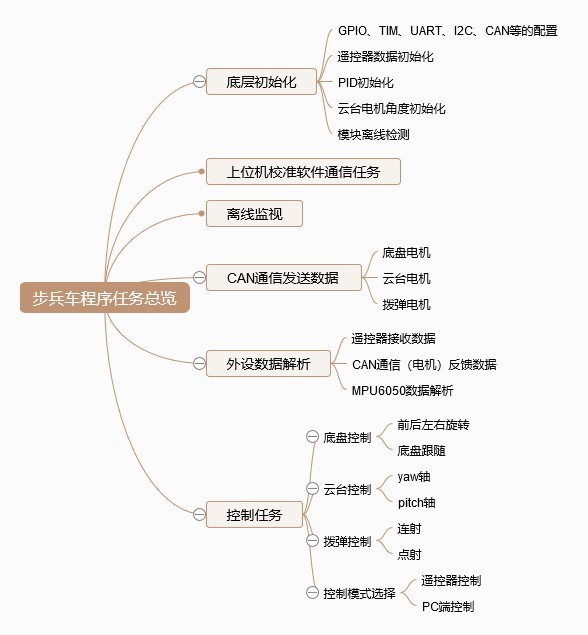 GPIO、TIM、UART、I2C、CAN等的配置
遥控器数据初始化
底层初始化
PID初始化
云台电机角度初始化
模块离线检测
上位机校准软件通信任务
离线监视
底盘电机
CAN通信发送数据
云台电机
拨弹电机
步兵车程序任务总览
遥控器接收数据
外设数据解析
CAN通信（电机）反馈数据
MPU6050数据解析
前后左右旋转
底盘控制
底盘跟随
yaw轴
云台控制
pitch轴
控制任务
连射
拨弹控制
点射
遥控器控制
控制模式选择
PC端控制